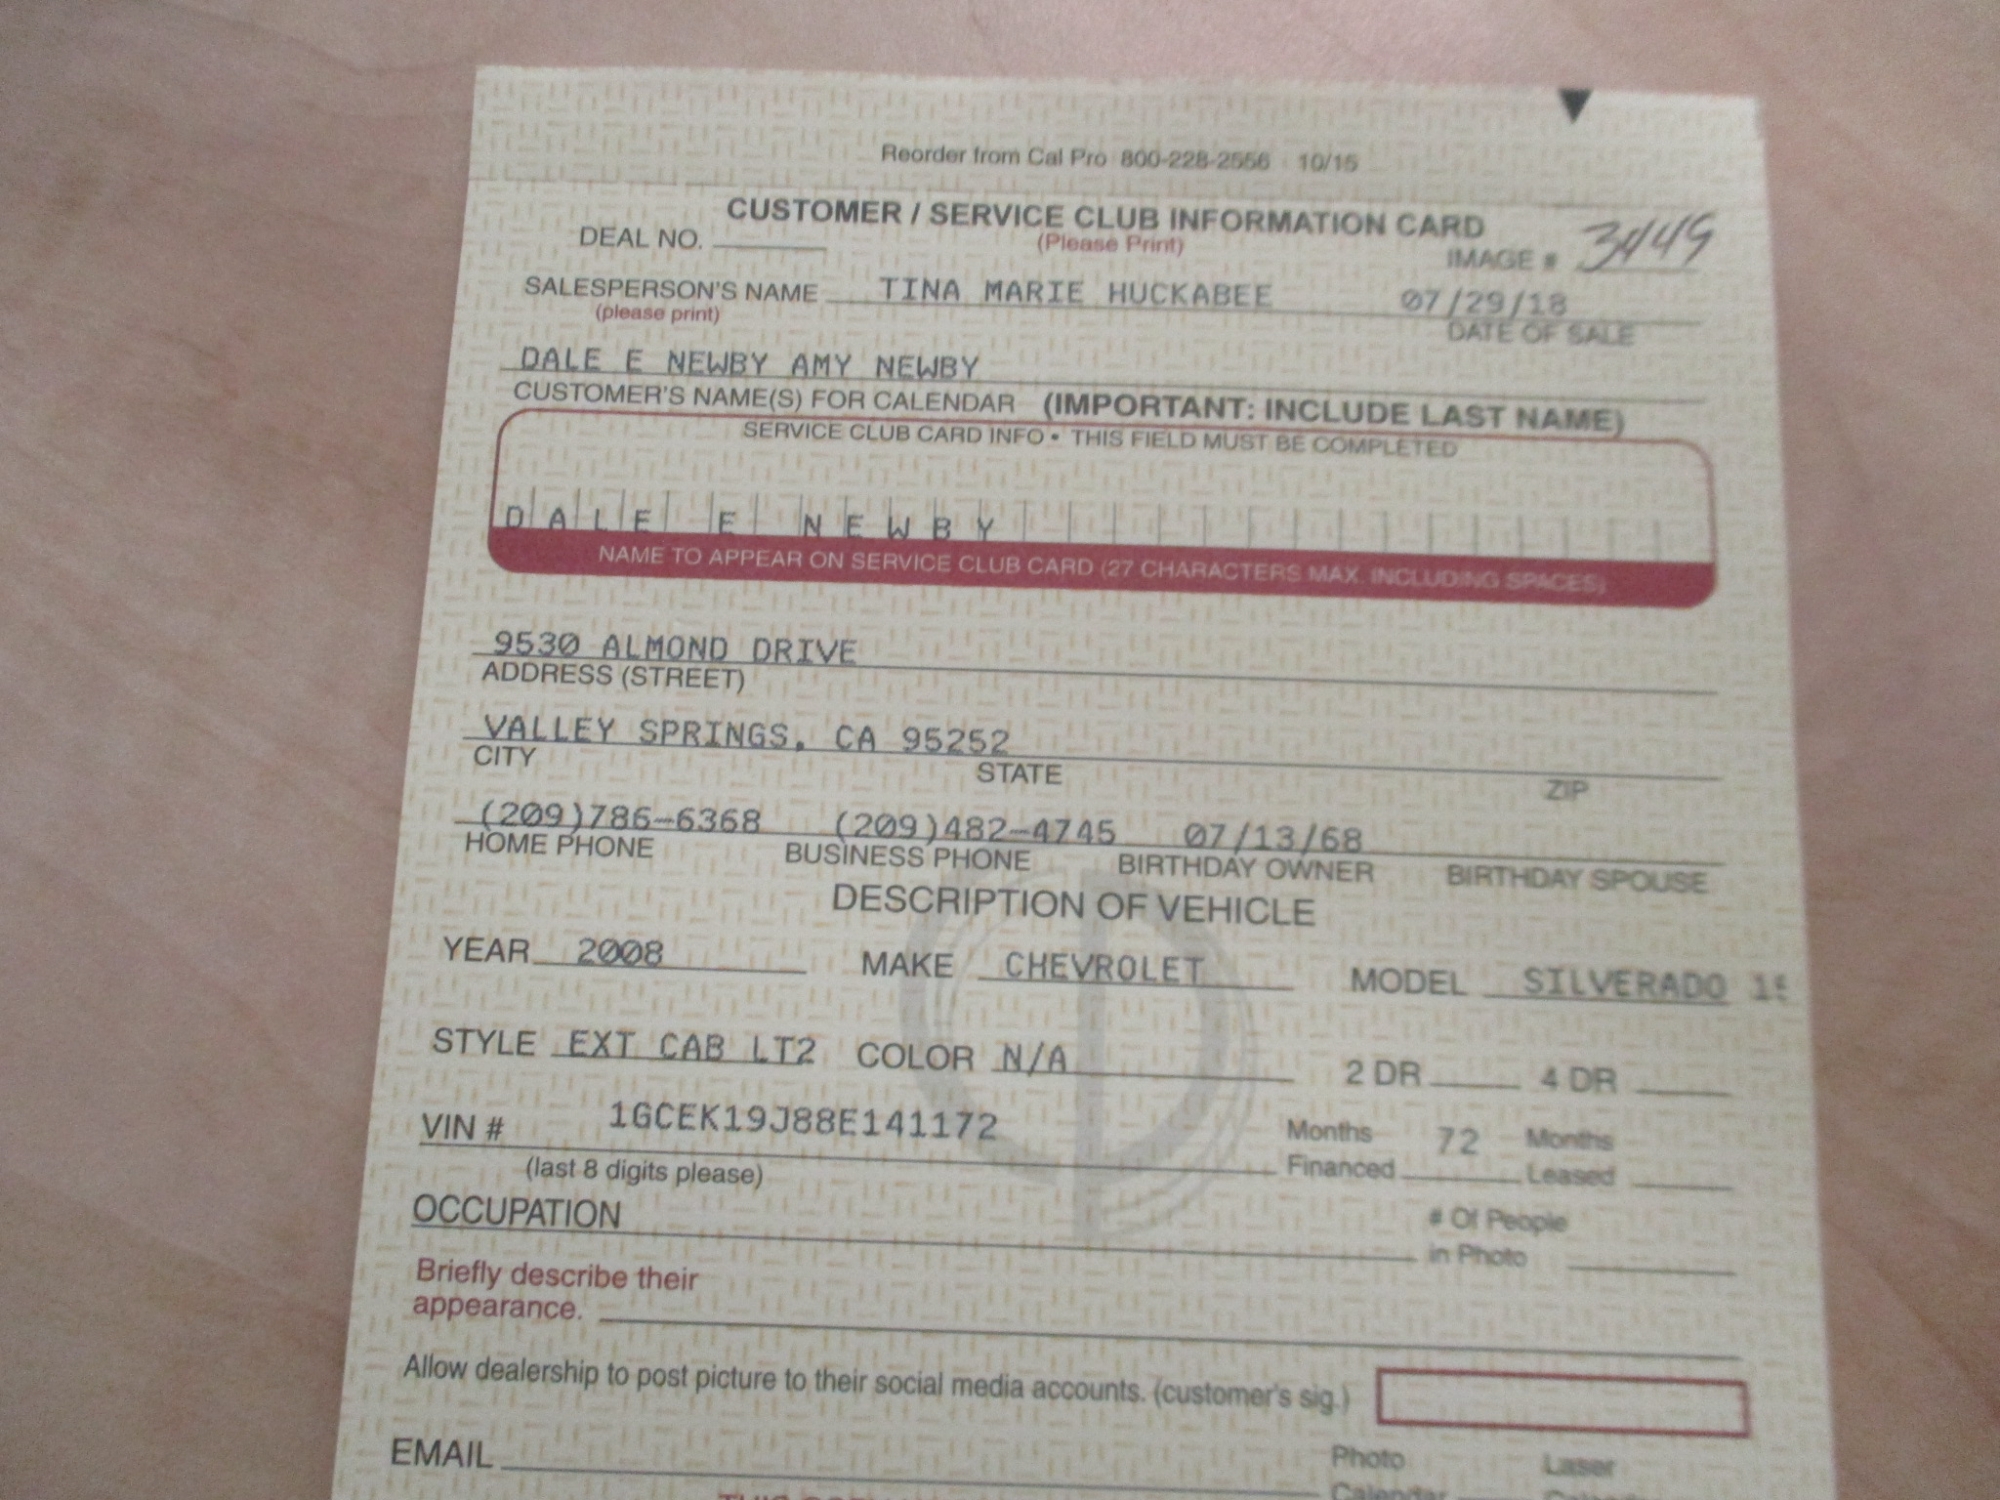 Reorder from Cal Pro 800-228-2556 10/15
CUSTOMER / SERVICE CLUB INFORMATION CARD
DEAL NO. (Please Print) IMAGE # 3449
SALESPERSON'S NAME TINA MARIE HUCKABEE 07/29/18
(please print) DATE OF SALE
DALE E NEWBY AMY NEWBY
CUSTOMER'S NAME(S) FOR CALENDAR (IMPORTANT: INCLUDE LAST NAME)
SERVICE CLUB CARD INFO • THIS FIELD MUST BE COMPLETED
DALE E NEWBY
NAME TO APPEAR ON SERVICE CLUB CARD (27 CHARACTERS MAX. INCLUDING SPACES)
9530 ALMOND DRIVE
ADDRESS (STREET)
VALLEY SPRINGS, CA 95252
CITY STATE ZIP
(209)786-6368 (209)482-4745 07/13/68
HOME PHONE BUSINESS PHONE BIRTHDAY OWNER BIRTHDAY SPOUSE
DESCRIPTION OF VEHICLE
YEAR 2008 MAKE CHEVROLET MODEL SILVERADO
STYLE EXT CAB LT2 COLOR N/A 2 DR 4 DR
VIN # 1GCEK19J88E141172 Months 72 Months
(last 8 digits please) Financed Leased
OCCUPATION # Of People
in Photo
Briefly describe their
appearance.
Allow dealership to post picture to their social media accounts. (customer's sig.)
EMAIL Photo Laser
Calendar